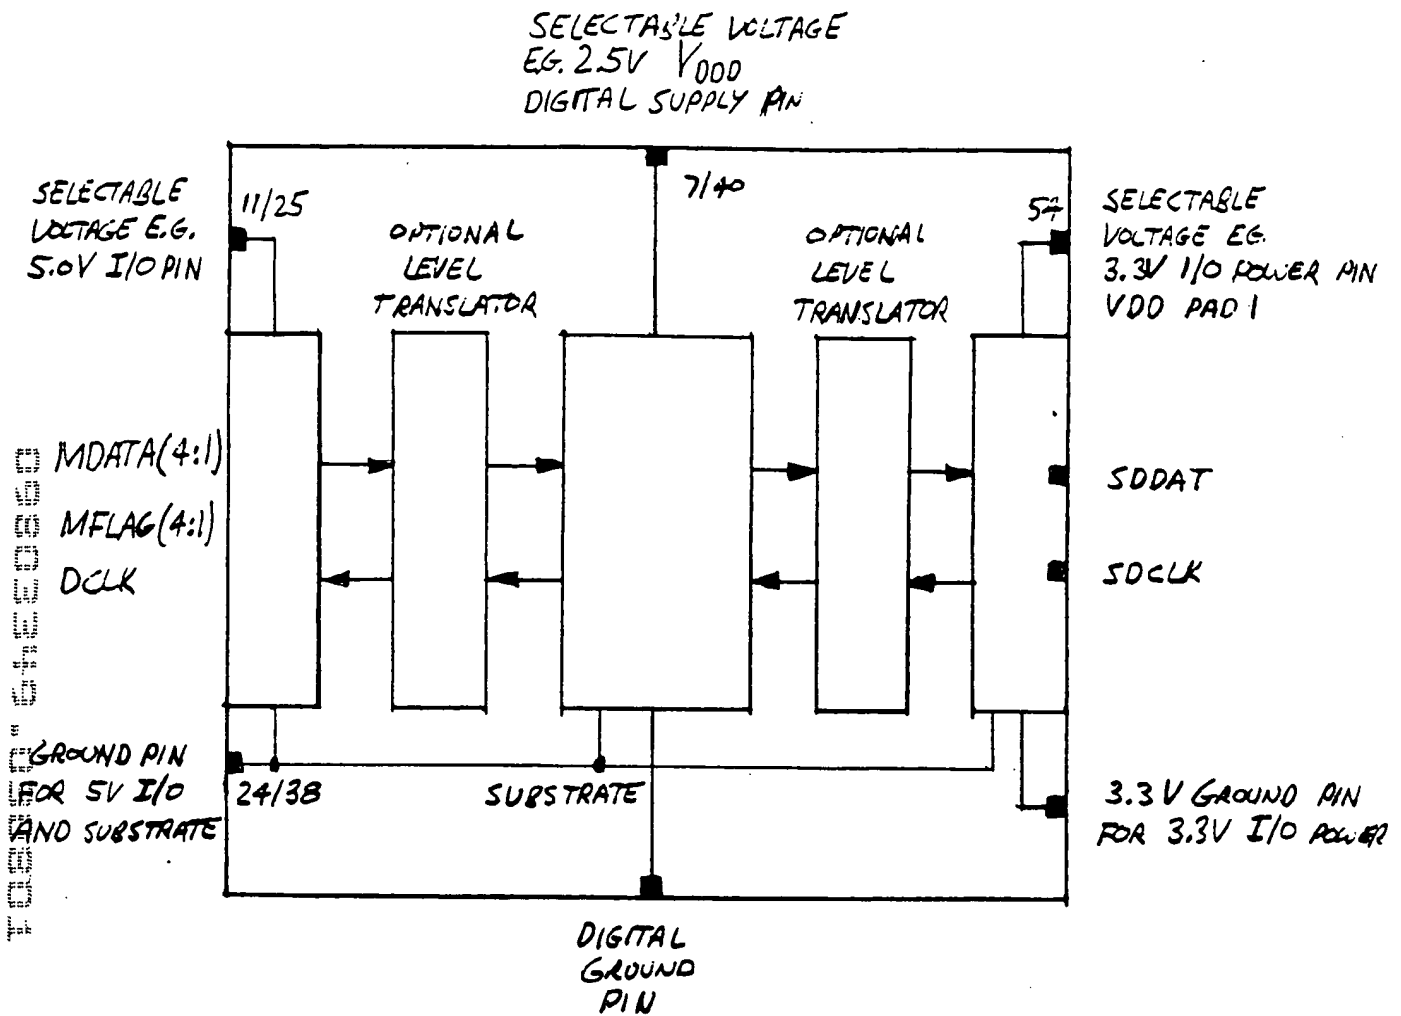 SELECTABLE VOLTAGE
E.G. 2.5V VDDD
DIGITAL SUPPLY PIN
7/40
SELECTABLE
VOLTAGE E.G.
5.0V I/O PIN
11/25
OPTIONAL
LEVEL
TRANSLATOR
OPTIONAL
LEVEL
TRANSLATOR
54
SELECTABLE
VOLTAGE EG.
3.3V I/O POWER PIN
VDD PAD 1
MDATA(4:1)
MFLAG(4:1)
DCLK
SDDAT
SDCLK
GROUND PIN
FOR 5V I/O
AND SUBSTRATE
24/38
SUBSTRATE
3.3V GROUND PIN
FOR 3.3V I/O POWER
DIGITAL
GROUND
PIN